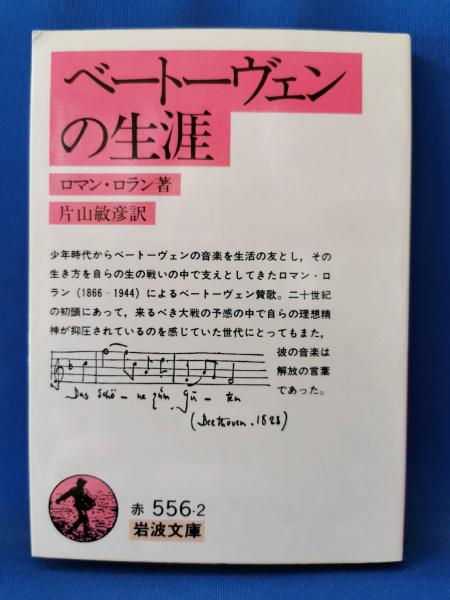 ベートーヴェン
の生涯
ロマン・ロラン著
片山敏彦訳
少年時代からベートーヴェンの音楽を生活の友とし，その
生き方を自らの生の戦いの中で支えとしてきたロマン・ロ
ラン（1866‐1944）によるベートーヴェン賛歌。二十世紀
の初頭にあって，来るべき大戦の予感の中で自らの理想精
神が抑圧されているのを感じていた世代にとってもまた，
彼の音楽は
解放の言葉
であった。
Das Schö – ne zum Gu – ten
(Beethoven. 1823)
赤 556-2
岩波文庫